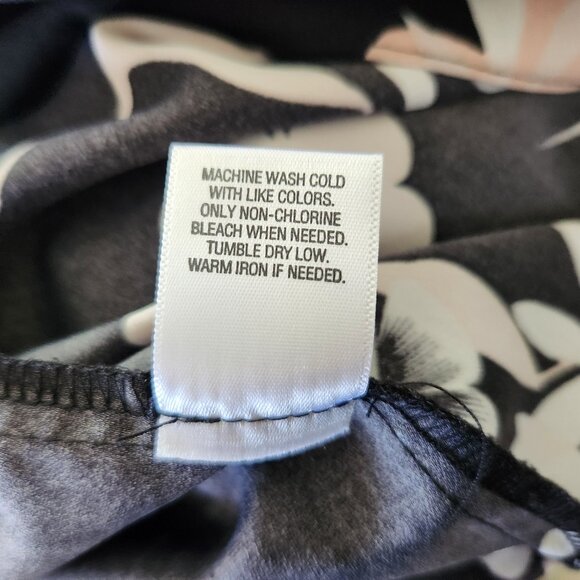 MACHINE WASH COLD
WITH LIKE COLORS.
ONLY NON-CHLORINE
BLEACH WHEN NEEDED.
TUMBLE DRY LOW.
WARM IRON IF NEEDED.